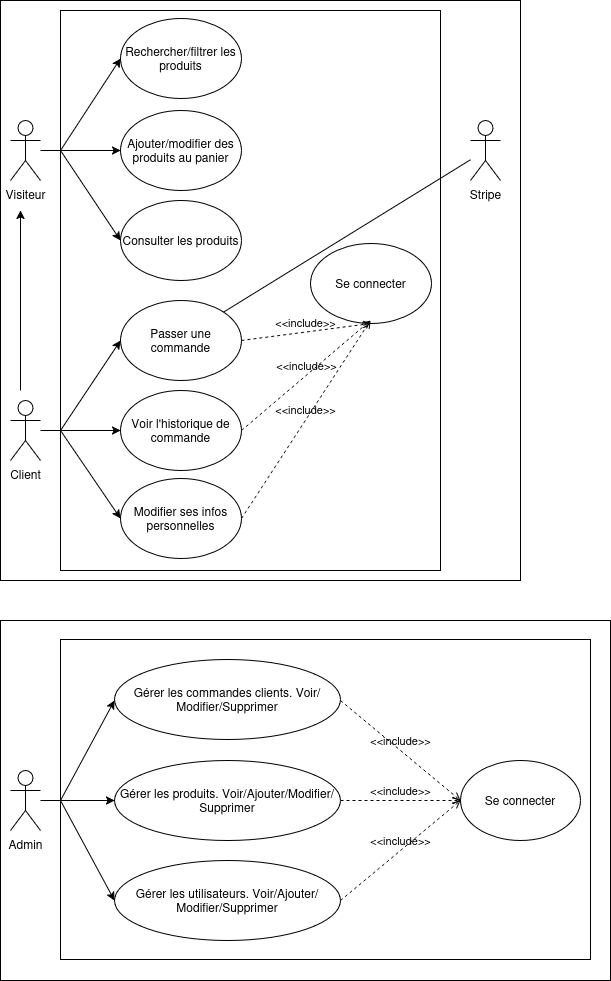 Rechercher/filtrer les
produits
Ajouter/modifier des
produits au panier
Visiteur
Stripe
Consulter les produits
Se connecter
Passer une
commande
<<include>>
<<include>>
<<include>>
Voir l'historique de
commande
Client
Modifier ses infos
personnelles
Gérer les commandes clients. Voir/
Modifier/Supprimer
<<include>>
Gérer les produits. Voir/Ajouter/Modifier/
Supprimer
<<include>>
Se connecter
Admin
<<include>>
Gérer les utilisateurs. Voir/Ajouter/
Modifier/Supprimer